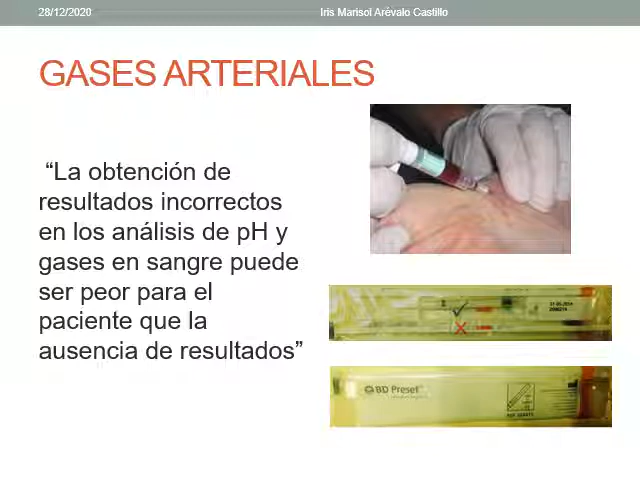 28/12/2020
Iris Marisol Arévalo Castillo
GASES ARTERIALES
“La obtención de
resultados incorrectos
en los análisis de pH y
gases en sangre puede
ser peor para el
paciente que la
ausencia de resultados”
BD Preset